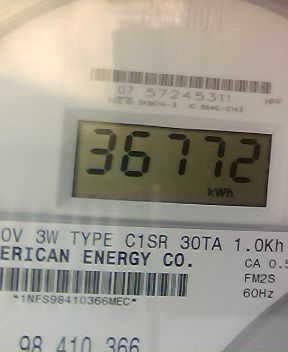 07 57245311
HPP
36772
kWh
0V 3W TYPE C1SR 30TA 1.0Kh
ERICAN ENERGY CO.
CA 0.5
FM2S
60Hz
*1NFS98410366MEC*
98 410 366